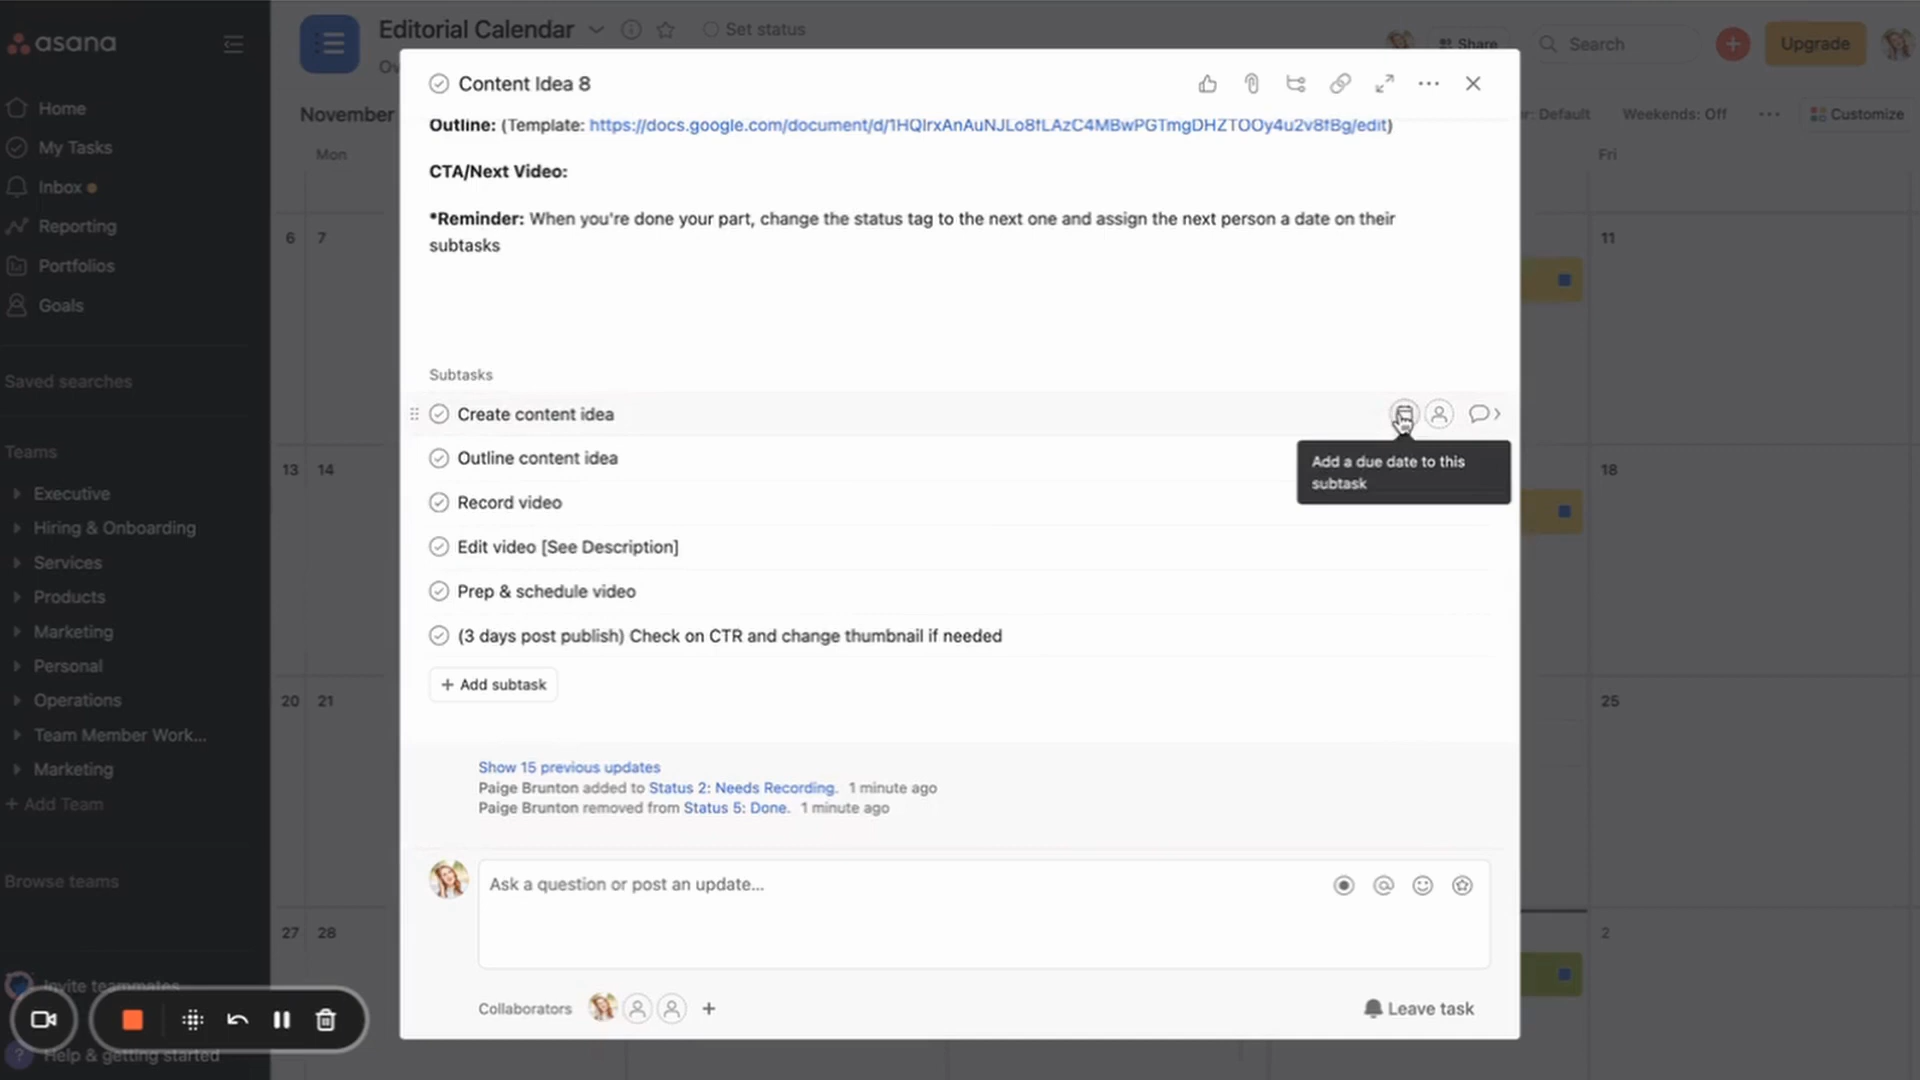 asana
Home
My Tasks
Inbox
Reporting
Portfolios
Goals
Saved searches
Teams
Executive
Hiring & Onboarding
Services
Products
Marketing
Personal
Operations
Team Member Work...
Marketing
+ Add Team
Browse teams
Invite teammates
? Help & getting started
Editorial Calendar
Set status
Share
Search
Upgrade
November
Default
Weekends: Off
Customize
Mon
Fri
6 7
11
13 14
18
20 21
25
27 28
2
Content Idea 8
Outline: (Template: https://docs.google.com/document/d/1HQIrxAnAuNJLo8fLAzC4MBwPGTmgDHZTOOy4u2v8fBg/edit)
CTA/Next Video:
*Reminder: When you're done your part, change the status tag to the next one and assign the next person a date on their
subtasks
Subtasks
Create content idea
Add a due date to this
subtask
Outline content idea
Record video
Edit video [See Description]
Prep & schedule video
(3 days post publish) Check on CTR and change thumbnail if needed
+ Add subtask
Show 15 previous updates
Paige Brunton added to Status 2: Needs Recording. 1 minute ago
Paige Brunton removed from Status 5: Done. 1 minute ago
Ask a question or post an update...
Collaborators
Leave task